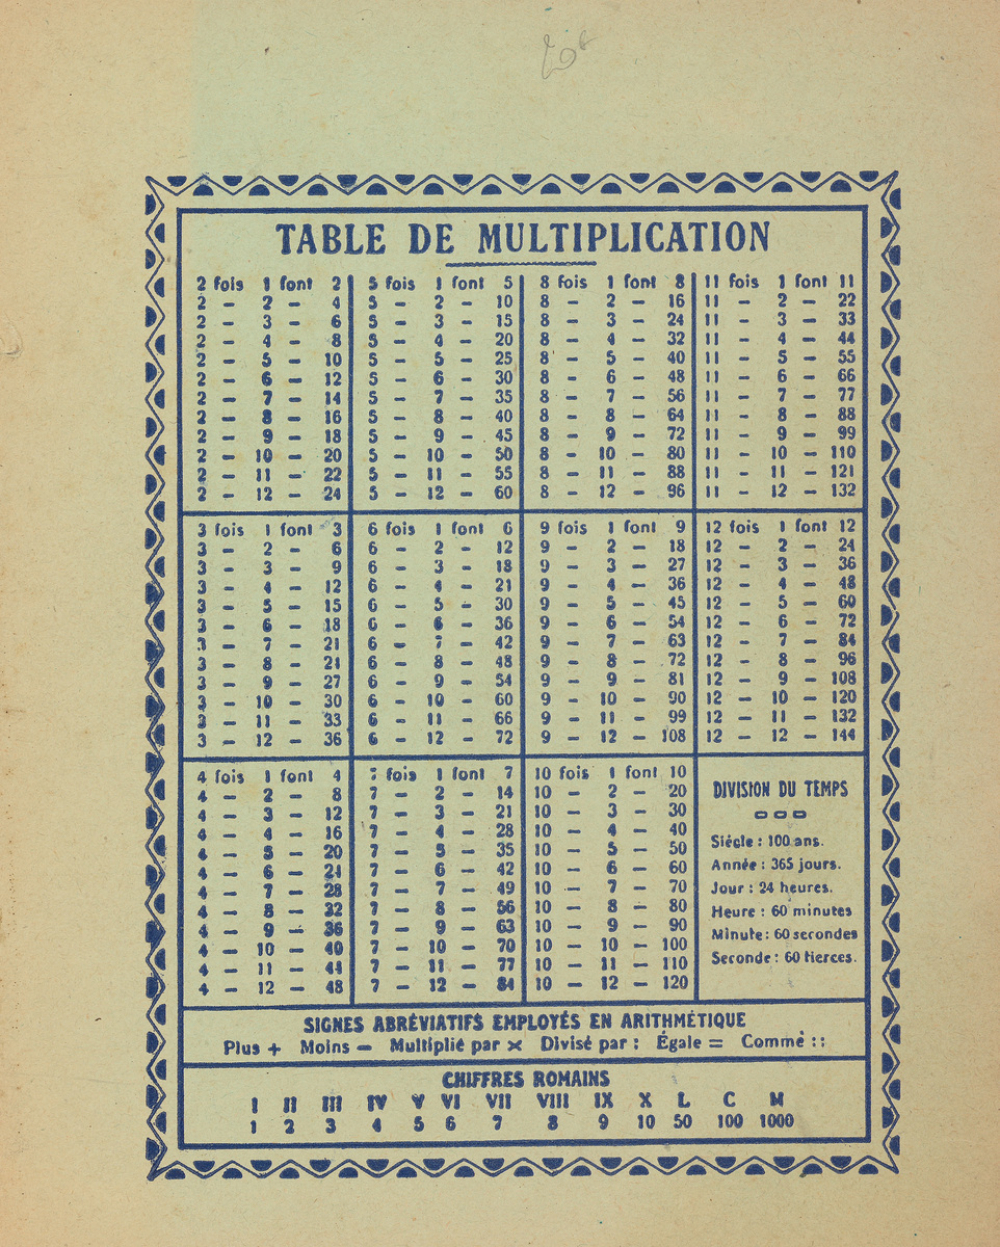 TABLE DE MULTIPLICATION
2 fois 1 font 2
2 - 2 - 4
2 - 3 - 6
2 - 4 - 8
2 - 5 - 10
2 - 6 - 12
2 - 7 - 14
2 - 8 - 16
2 - 9 - 18
2 - 10 - 20
2 - 11 - 22
2 - 12 - 24
5 fois 1 font 5
5 - 2 - 10
5 - 3 - 15
5 - 4 - 20
5 - 5 - 25
5 - 6 - 30
5 - 7 - 35
5 - 8 - 40
5 - 9 - 45
5 - 10 - 50
5 - 11 - 55
5 - 12 - 60
8 fois 1 font 8
8 - 2 - 16
8 - 3 - 24
8 - 4 - 32
8 - 5 - 40
8 - 6 - 48
8 - 7 - 56
8 - 8 - 64
8 - 9 - 72
8 - 10 - 80
8 - 11 - 88
8 - 12 - 96
11 fois 1 font 11
11 - 2 - 22
11 - 3 - 33
11 - 4 - 44
11 - 5 - 55
11 - 6 - 66
11 - 7 - 77
11 - 8 - 88
11 - 9 - 99
11 - 10 - 110
11 - 11 - 121
11 - 12 - 132
3 fois 1 font 3
3 - 2 - 6
3 - 3 - 9
3 - 4 - 12
3 - 5 - 15
3 - 6 - 18
3 - 7 - 21
3 - 8 - 24
3 - 9 - 27
3 - 10 - 30
3 - 11 - 33
3 - 12 - 36
6 fois 1 font 6
6 - 2 - 12
6 - 3 - 18
6 - 4 - 24
6 - 5 - 30
6 - 6 - 36
6 - 7 - 42
6 - 8 - 48
6 - 9 - 54
6 - 10 - 60
6 - 11 - 66
6 - 12 - 72
9 fois 1 font 9
9 - 2 - 18
9 - 3 - 27
9 - 4 - 36
9 - 5 - 45
9 - 6 - 54
9 - 7 - 63
9 - 8 - 72
9 - 9 - 81
9 - 10 - 90
9 - 11 - 99
9 - 12 - 108
12 fois 1 font 12
12 - 2 - 24
12 - 3 - 36
12 - 4 - 48
12 - 5 - 60
12 - 6 - 72
12 - 7 - 84
12 - 8 - 96
12 - 9 - 108
12 - 10 - 120
12 - 11 - 132
12 - 12 - 144
4 fois 1 font 4
4 - 2 - 8
4 - 3 - 12
4 - 4 - 16
4 - 5 - 20
4 - 6 - 24
4 - 7 - 28
4 - 8 - 32
4 - 9 - 36
4 - 10 - 40
4 - 11 - 44
4 - 12 - 48
7 fois 1 font 7
7 - 2 - 14
7 - 3 - 21
7 - 4 - 28
7 - 5 - 35
7 - 6 - 42
7 - 7 - 49
7 - 8 - 56
7 - 9 - 63
7 - 10 - 70
7 - 11 - 77
7 - 12 - 84
10 fois 1 font 10
10 - 2 - 20
10 - 3 - 30
10 - 4 - 40
10 - 5 - 50
10 - 6 - 60
10 - 7 - 70
10 - 8 - 80
10 - 9 - 90
10 - 10 - 100
10 - 11 - 110
10 - 12 - 120
DIVISION DU TEMPS
Siècle : 100 ans.
Année : 365 jours.
Jour : 24 heures.
Heure : 60 minutes
Minute : 60 secondes
Seconde : 60 tierces.
SIGNES ABRÉVIATIFS EMPLOYÉS EN ARITHMÉTIQUE
Plus + Moins - Multiplié par × Divisé par : Égale = Comme ::
CHIFFRES ROMAINS
I II III IV V VI VII VIII IX X L C M
1 2 3 4 5 6 7 8 9 10 50 100 1000